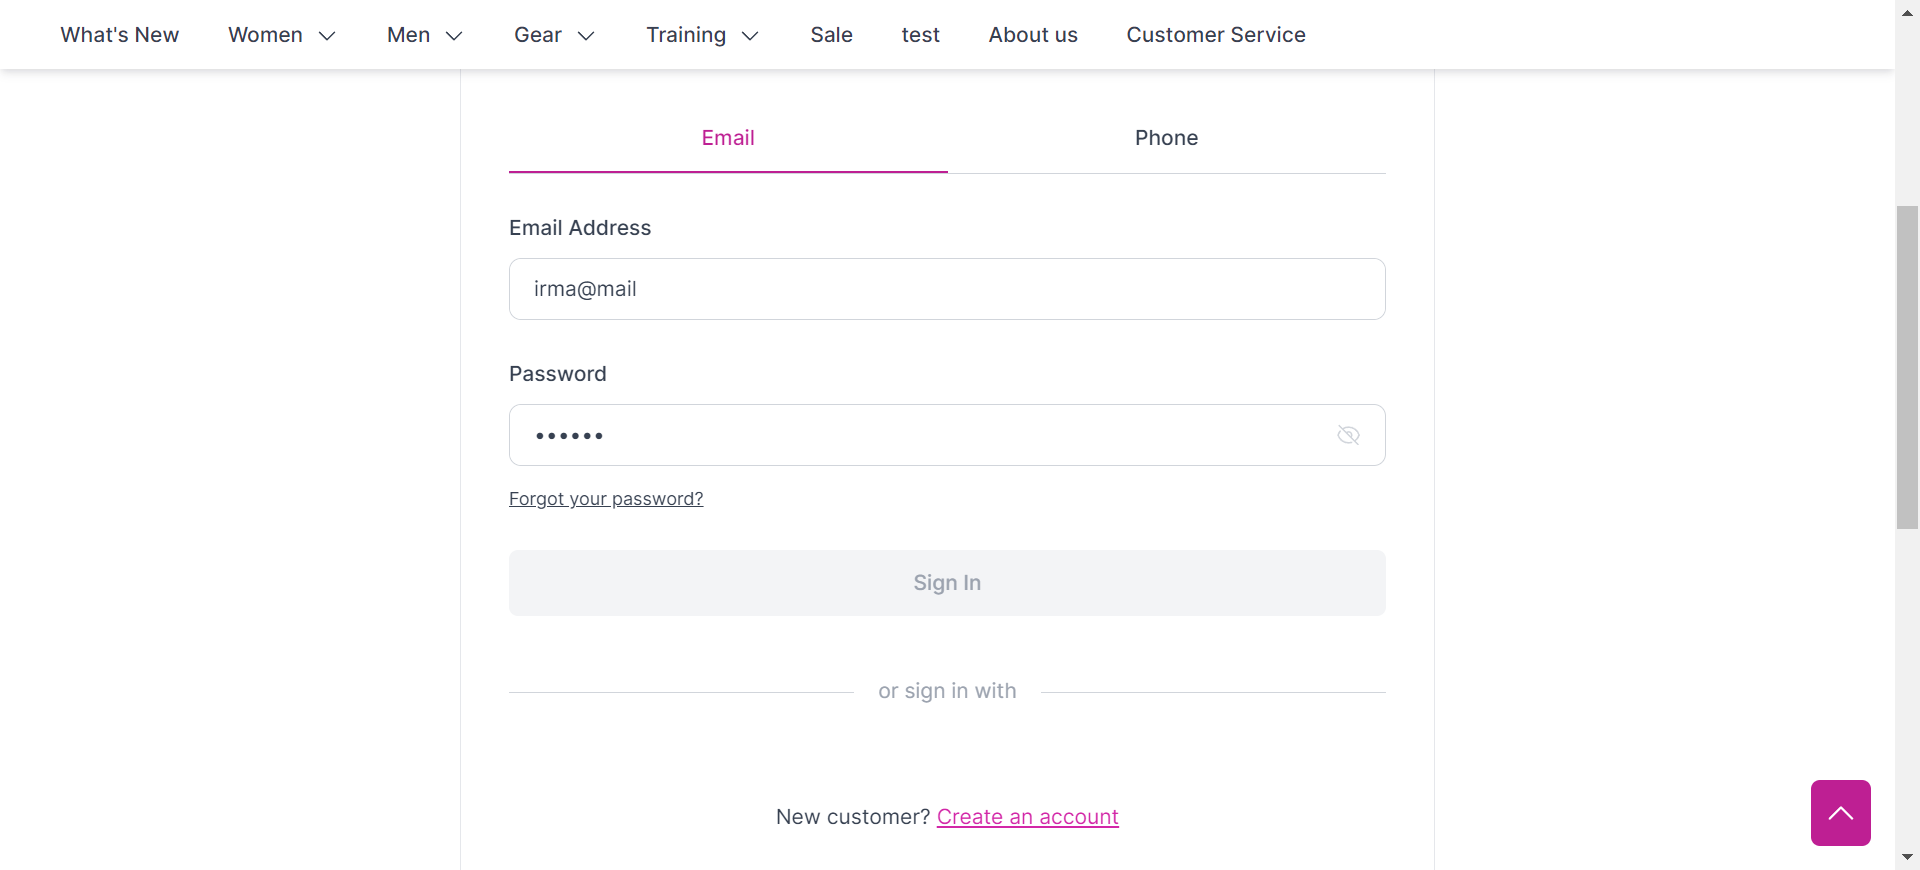 What's New Women Men Gear Training Sale test About us Customer Service
Email Phone
Email Address
irma@mail
Password
••••••
Forgot your password?
Sign In
or sign in with
New customer? Create an account